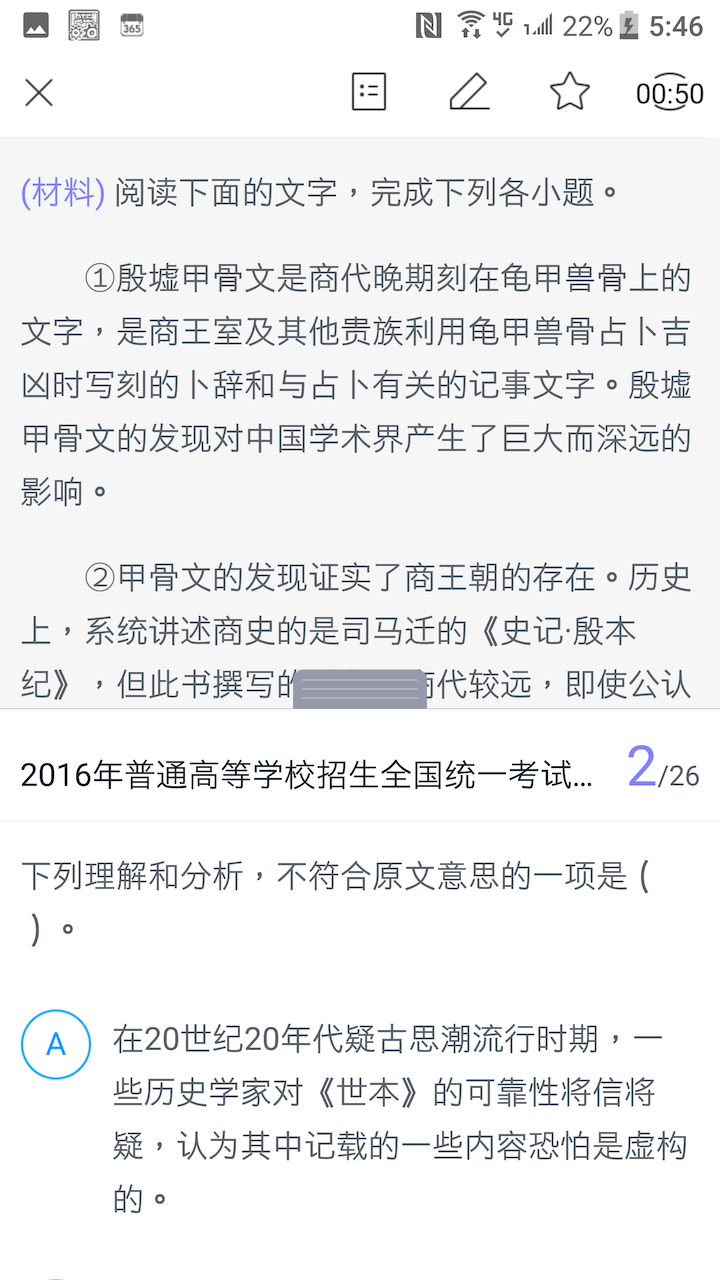 365
4G
22%
5:46
00:50
(材料) 阅读下面的文字，完成下列各小题。
①殷墟甲骨文是商代晚期刻在龟甲兽骨上的
文字，是商王室及其他贵族利用龟甲兽骨占卜吉
凶时写刻的卜辞和与占卜有关的记事文字。殷墟
甲骨文的发现对中国学术界产生了巨大而深远的
影响。
②甲骨文的发现证实了商王朝的存在。历史
上，系统讲述商史的是司马迁的《史记·殷本
纪》，但此书撰写的 代较远，即使公认
2016年普通高等学校招生全国统一考试...
2/26
下列理解和分析，不符合原文意思的一项是 (
) 。
A
在20世纪20年代疑古思潮流行时期，一
些历史学家对《世本》的可靠性将信将
疑，认为其中记载的一些内容恐怕是虚构
的。